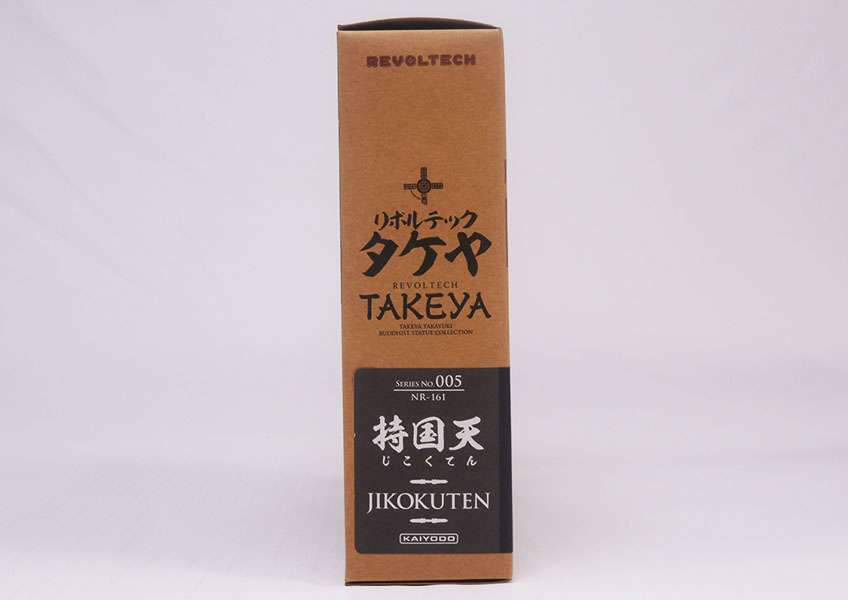 REVOLTECH
リボルテック
タケヤ
REVOLTECH
TAKEYA
TAKEYA TAKAYUKI
BUDDHIST STATUE COLLECTION
SERIES NO. 005
NR-161
持国天
じこくてん
JIKOKUTEN
KAIYODO